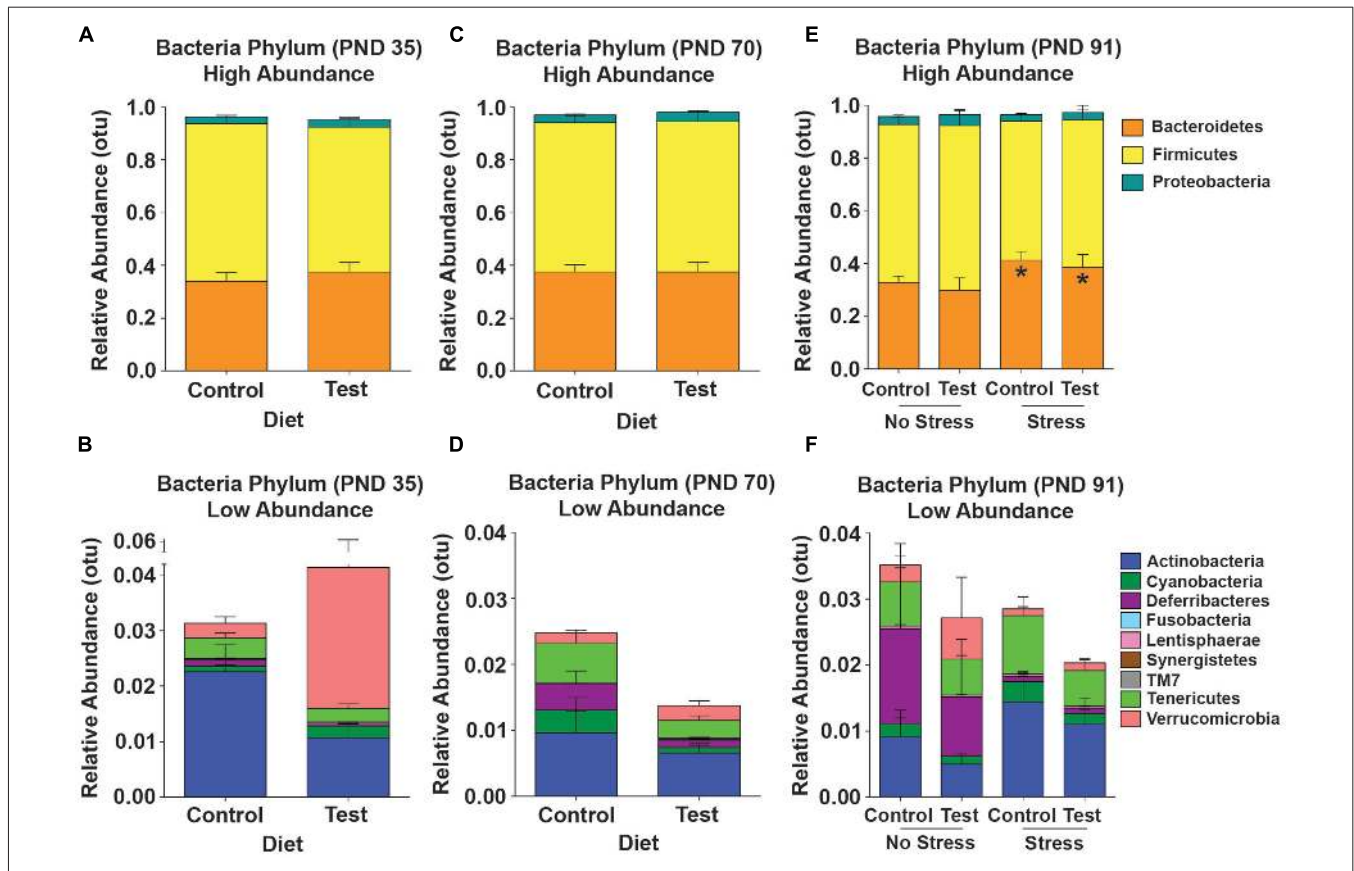 A
Bacteria Phylum (PND 35)
High Abundance
Relative Abundance (otu)
1.0
0.8
0.6
0.4
0.2
0.0
Control Test
Diet
C
Bacteria Phylum (PND 70)
High Abundance
Relative Abundance (otu)
1.0
0.8
0.6
0.4
0.2
0.0
Control Test
Diet
E
Bacteria Phylum (PND 91)
High Abundance
Relative Abundance (otu)
1.0
0.8
0.6
0.4
0.2
0.0
* *
Control Test Control Test
No Stress Stress
Bacteroidetes
Firmicutes
Proteobacteria
B
Bacteria Phylum (PND 35)
Low Abundance
Relative Abundance (otu)
0.06
0.04
0.03
0.02
0.01
0.00
Control Test
Diet
D
Bacteria Phylum (PND 70)
Low Abundance
Relative Abundance (otu)
0.04
0.03
0.02
0.01
0.00
Control Test
Diet
F
Bacteria Phylum (PND 91)
Low Abundance
Relative Abundance (otu)
0.04
0.03
0.02
0.01
0.00
Control Test Control Test
No Stress Stress
Actinobacteria
Cyanobacteria
Deferribacteres
Fusobacteria
Lentisphaerae
Synergistetes
TM7
Tenericutes
Verrucomicrobia